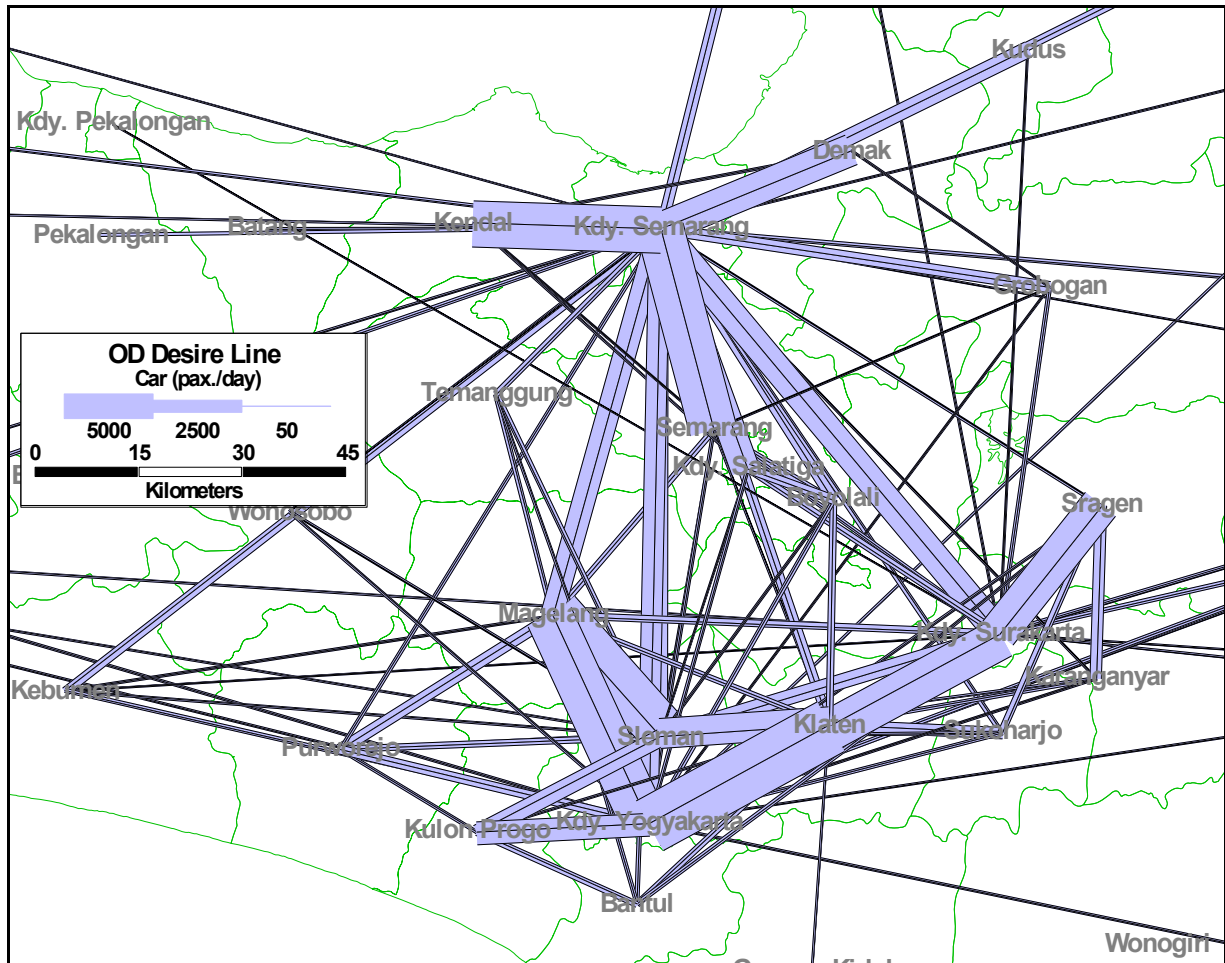 Kudus
Kdy. Pekalongan
Demak
Kendal
Kdy. Semarang
Batang
Pekalongan
Grobogan
OD Desire Line
Car (pax./day)
5000 2500 50
0 15 30 45
Kilometers
Temanggung
Semarang
Kdy. Salatiga
Boyolali
Sragen
Wonosobo
Magelang
Kdy. Surakarta
Karanganyar
Kebumen
Klaten
Sukoharjo
Sleman
Purworejo
Kdy. Yogyakarta
Kulon Progo
Bantul
Wonogiri